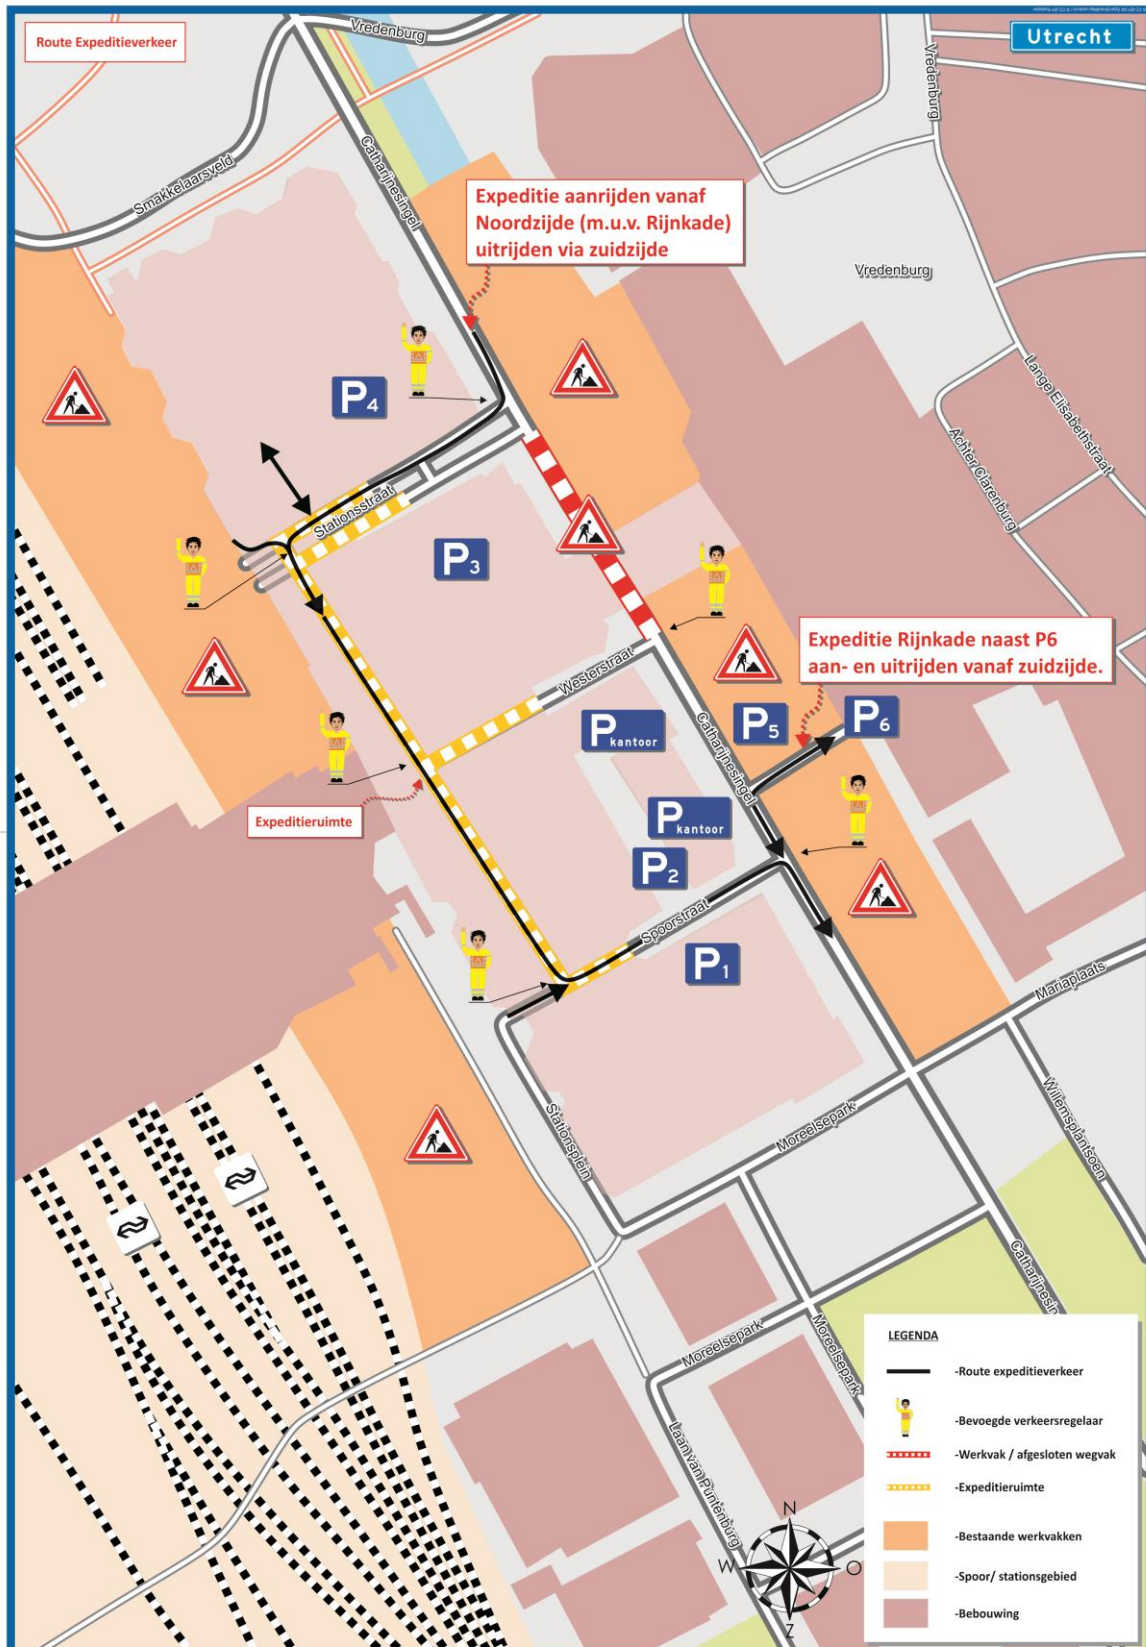 Route Expeditieverkeer
Vredenburg
Utrecht
Vredenburg
Catharijnesingel
Smakkelaarsveld
Expeditie aanrijden vanaf
Noordzijde (m.u.v. Rijnkade)
uitrijden via zuidzijde
Vredenburg
Lange Elisabethstraat
Achter Clarenburg
P4
Stationsstraat
P3
Expeditie Rijnkade naast P6
aan- en uitrijden vanaf zuidzijde.
Westerstraat
P kantoor
Catharijnesingel
P5
P6
Expeditieruimte
P kantoor
P2
Spoorstraat
P1
Mariaplaats
Willemsplantsoen
Stationsplein
Moreelsepark
Catharijnesin
Moreelsepark
Moreelsepark
Laan van Puntenburg
LEGENDA
-Route expeditieverkeer
-Bevoegde verkeersregelaar
-Werkvak / afgesloten wegvak
-Expeditieruimte
-Bestaande werkvakken
-Spoor/ stationsgebied
-Bebouwing
N
W
O
Z